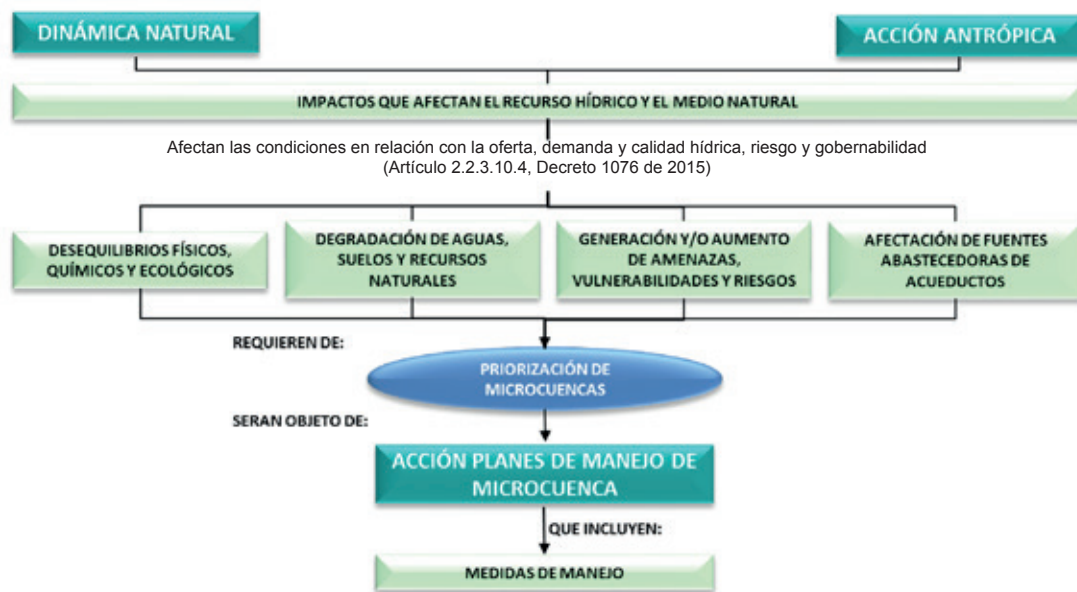 DINÁMICA NATURAL
ACCIÓN ANTRÓPICA
IMPACTOS QUE AFECTAN EL RECURSO HÍDRICO Y EL MEDIO NATURAL
Afectan las condiciones en relación con la oferta, demanda y calidad hídrica, riesgo y gobernabilidad
(Artículo 2.2.3.10.4, Decreto 1076 de 2015)
DESEQUILIBRIOS FÍSICOS,
QUÍMICOS Y ECOLÓGICOS
DEGRADACIÓN DE AGUAS,
SUELOS Y RECURSOS
NATURALES
GENERACIÓN Y/O AUMENTO
DE AMENAZAS,
VULNERABILIDADES Y RIESGOS
AFECTACIÓN DE FUENTES
ABASTECEDORAS DE
ACUEDUCTOS
REQUIEREN DE:
PRIORIZACIÓN DE
MICROCUENCAS
SERAN OBJETO DE:
ACCIÓN PLANES DE MANEJO DE
MICROCUENCA
QUE INCLUYEN:
MEDIDAS DE MANEJO